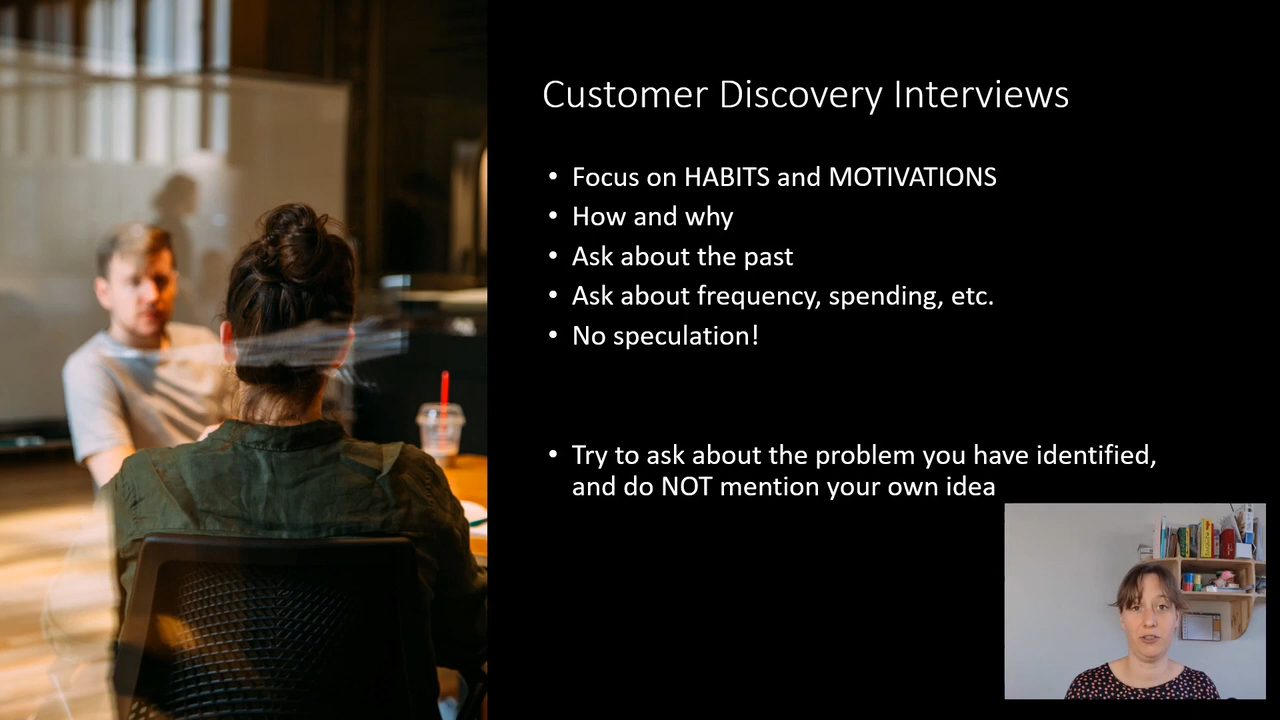 Customer Discovery Interviews
• Focus on HABITS and MOTIVATIONS
• How and why
• Ask about the past
• Ask about frequency, spending, etc.
• No speculation!
• Try to ask about the problem you have identified,
and do NOT mention your own idea